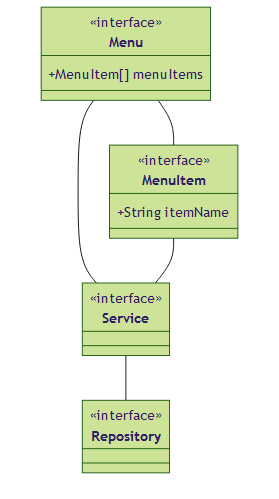 «interface»
Menu
+MenuItem[] menuItems
«interface»
MenuItem
+String itemName
«interface»
Service
«interface»
Repository